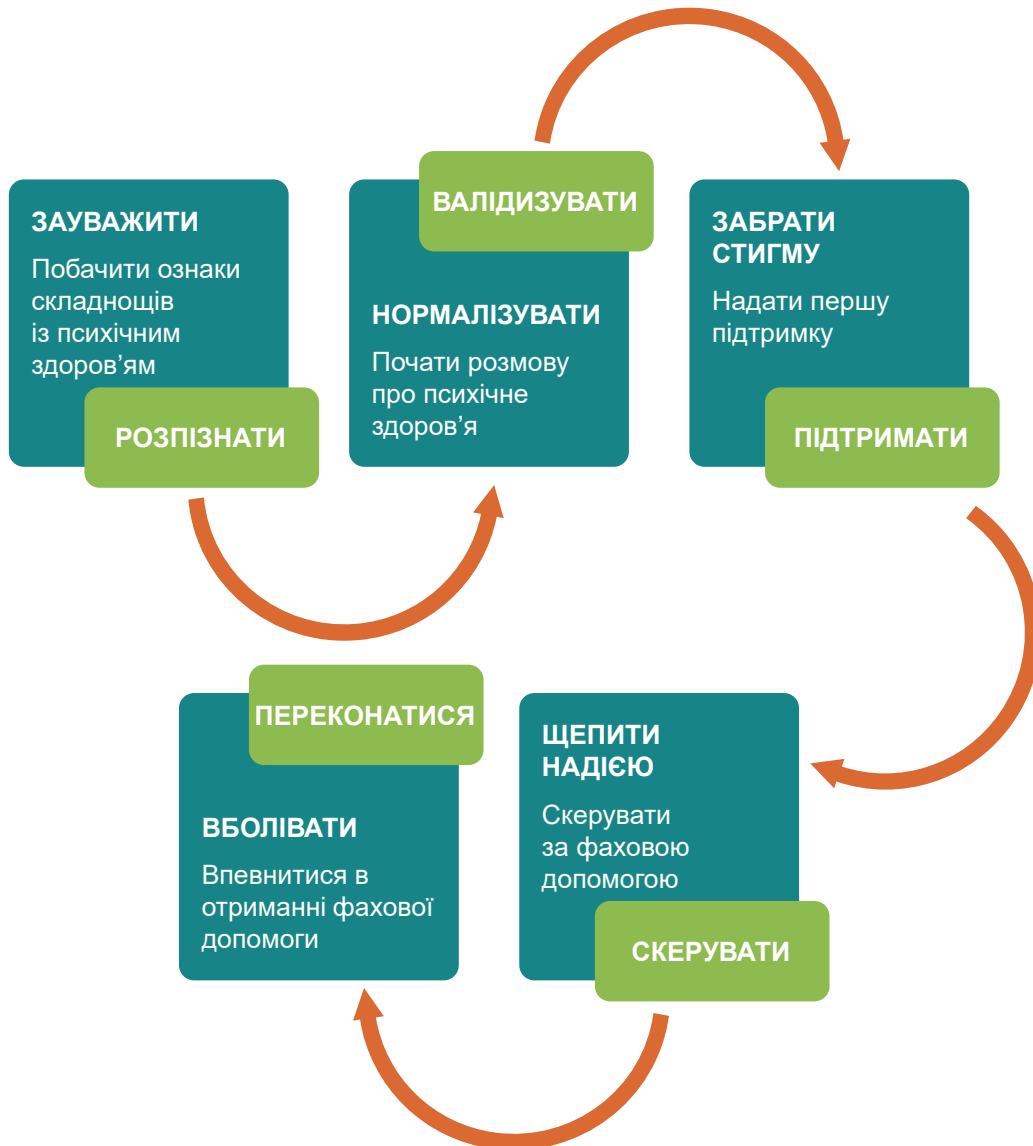 ЗАУВАЖИТИ
Побачити ознаки
складнощів
із психічним
здоров’ям
РОЗПІЗНАТИ
ВАЛІДИЗУВАТИ
НОРМАЛІЗУВАТИ
Почати розмову
про психічне
здоров’я
ЗАБРАТИ
СТИГМУ
Надати першу
підтримку
ПІДТРИМАТИ
ЩЕПИТИ
НАДІЄЮ
Скерувати
за фаховою
допомогою
СКЕРУВАТИ
ПЕРЕКОНАТИСЯ
ВБОЛІВАТИ
Впевнитися в
отриманні фахової
допомоги